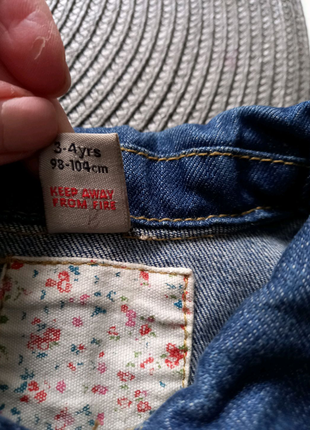 3-4yrs
98-104cm
KEEP AWAY
FROM FIRE